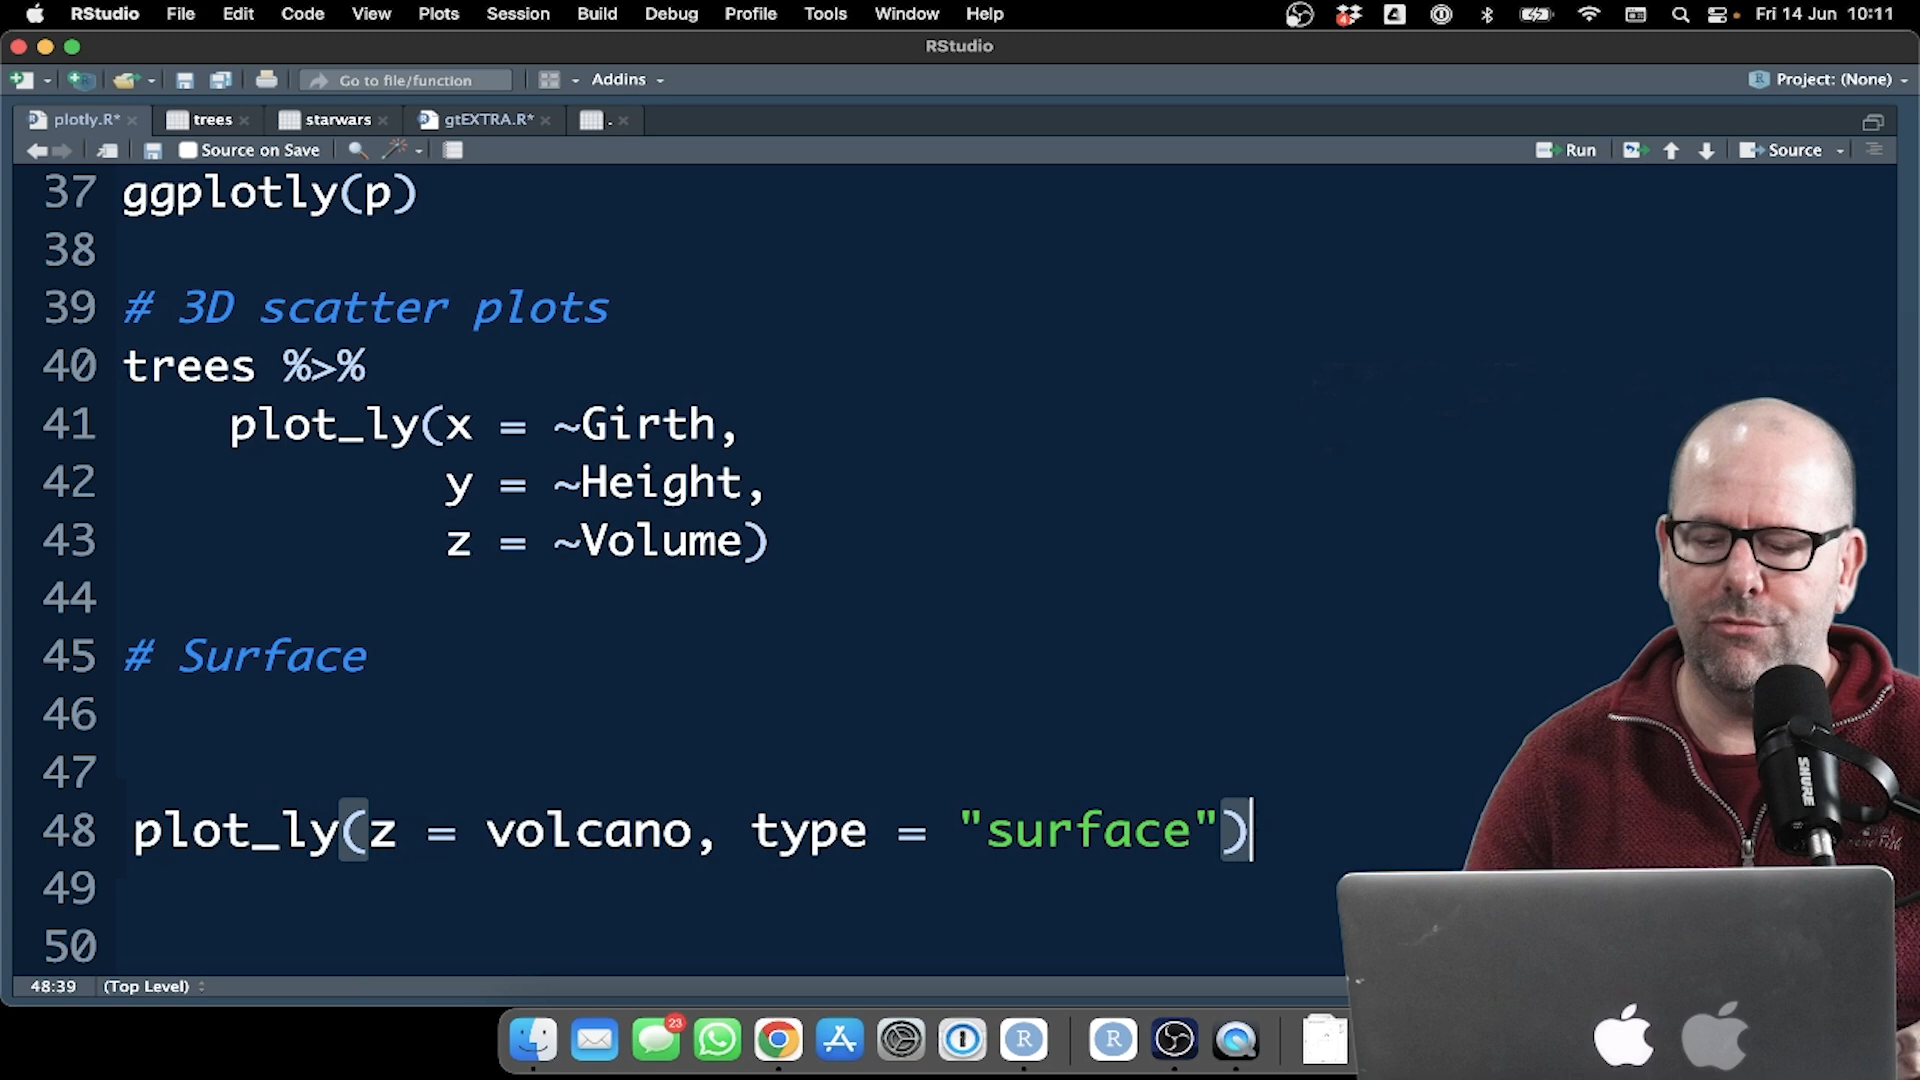 RStudio File Edit Code View Plots Session Build Debug Profile Tools Window Help Fri 14 Jun 10:11
RStudio
Go to file/function Addins Project: (None)
plotly.R* trees starwars gtEXTRA.R* .
Source on Save Run Source
37 ggplotly(p)
38
39 # 3D scatter plots
40 trees %>%
41 plot_ly(x = ~Girth,
42 y = ~Height,
43 z = ~Volume)
44
45 # Surface
46
47
48 plot_ly(z = volcano, type = "surface")
49
50
48:39 (Top Level)
23
SHURE